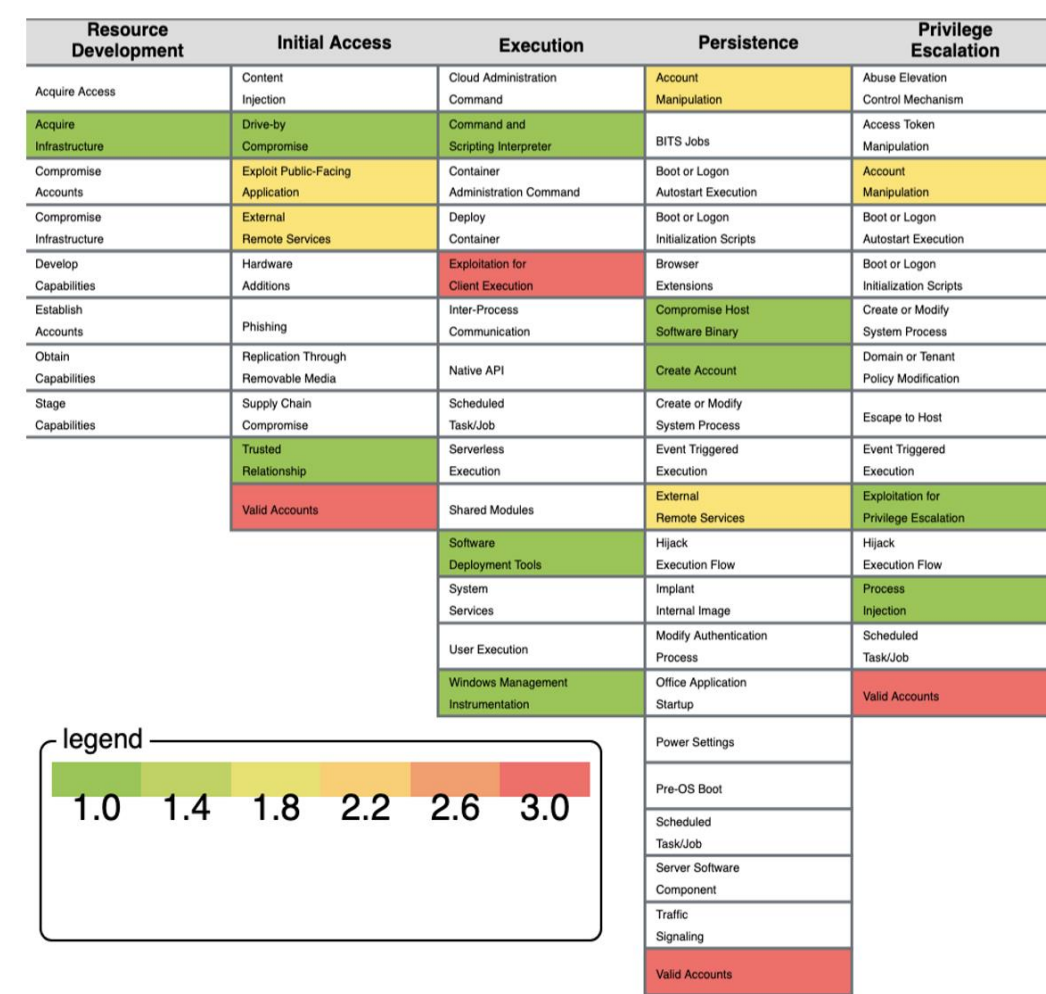 Resource
Development
Initial Access
Execution
Persistence
Privilege
Escalation
Acquire Access
Acquire
Infrastructure
Compromise
Accounts
Compromise
Infrastructure
Develop
Capabilities
Establish
Accounts
Obtain
Capabilities
Stage
Capabilities
Content
Injection
Drive-by
Compromise
Exploit Public-Facing
Application
External
Remote Services
Hardware
Additions
Phishing
Replication Through
Removable Media
Supply Chain
Compromise
Trusted
Relationship
Valid Accounts
Cloud Administration
Command
Command and
Scripting Interpreter
Container
Administration Command
Deploy
Container
Exploitation for
Client Execution
Inter-Process
Communication
Native API
Scheduled
Task/Job
Serverless
Execution
Shared Modules
Software
Deployment Tools
System
Services
User Execution
Windows Management
Instrumentation
Account
Manipulation
BITS Jobs
Boot or Logon
Autostart Execution
Boot or Logon
Initialization Scripts
Browser
Extensions
Compromise Host
Software Binary
Create Account
Create or Modify
System Process
Event Triggered
Execution
External
Remote Services
Hijack
Execution Flow
Implant
Internal Image
Modify Authentication
Process
Office Application
Startup
Power Settings
Pre-OS Boot
Scheduled
Task/Job
Server Software
Component
Traffic
Signaling
Valid Accounts
Abuse Elevation
Control Mechanism
Access Token
Manipulation
Account
Manipulation
Boot or Logon
Autostart Execution
Boot or Logon
Initialization Scripts
Create or Modify
System Process
Domain or Tenant
Policy Modification
Escape to Host
Event Triggered
Execution
Exploitation for
Privilege Escalation
Hijack
Execution Flow
Process
Injection
Scheduled
Task/Job
Valid Accounts
legend
1.0 1.4 1.8 2.2 2.6 3.0